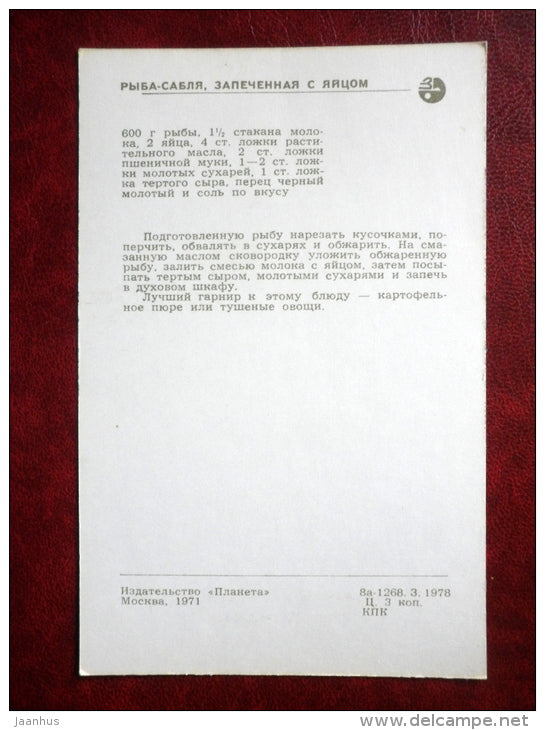 РЫБА-САБЛЯ, ЗАПЕЧЕННАЯ С ЯЙЦОМ
600 г рыбы, 1½ стакана моло-
ка, 2 яйца, 4 ст. ложки расти-
тельного масла, 2 ст. ложки
пшеничной муки, 1—2 ст. лож-
ки молотых сухарей, 1 ст. лож-
ка тертого сыра, перец черный
молотый и соль по вкусу
Подготовленную рыбу нарезать кусочками, по-
перчить, обвалять в сухарях и обжарить. На сма-
занную маслом сковородку уложить обжаренную
рыбу, залить смесью молока с яйцом, затем посы-
пать тертым сыром, молотыми сухарями и запечь
в духовом шкафу.
Лучший гарнир к этому блюду — картофель-
ное пюре или тушеные овощи.
Издательство «Планета»
Москва, 1971
8а-1268. 3. 1978
Ц. 3 коп.
КПК
jaanhus
www.delcampe.net